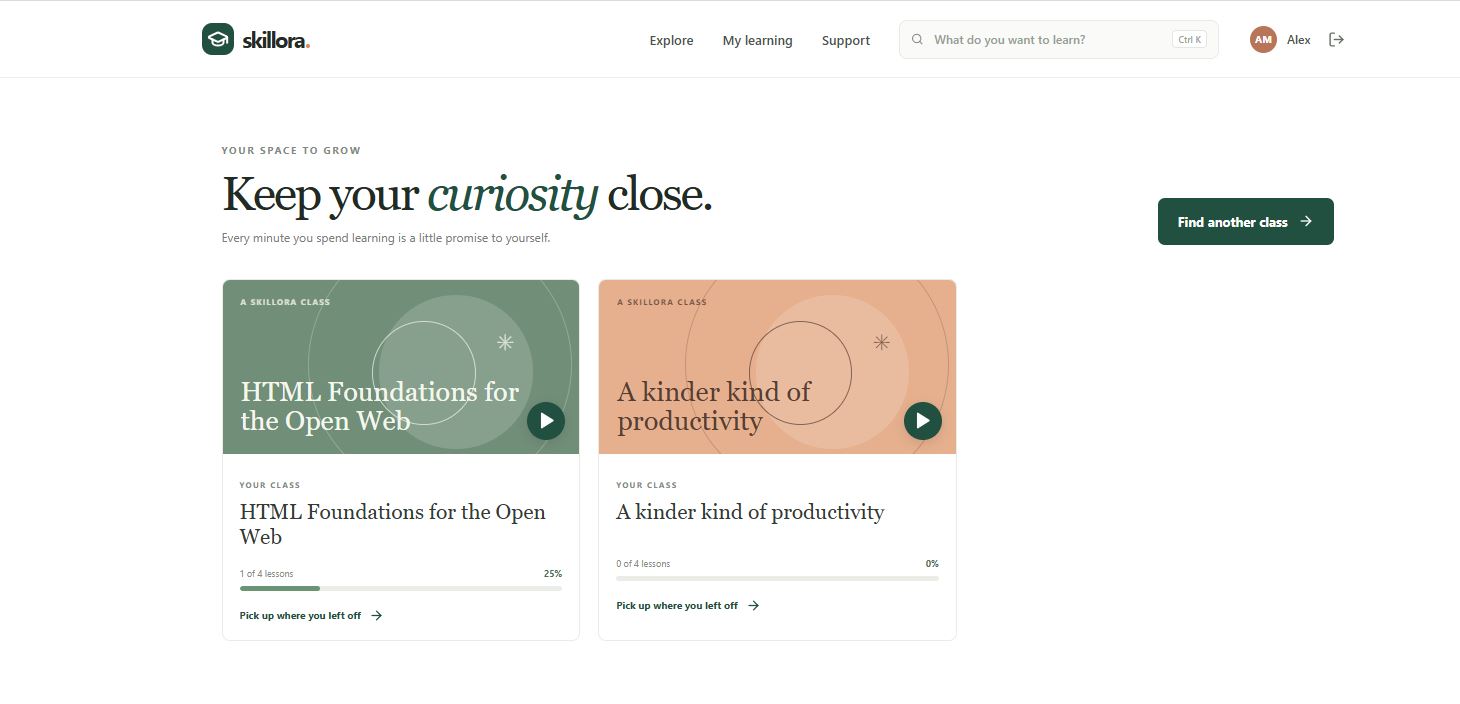 skillora.
Explore
My learning
Support
What do you want to learn?
Ctrl K
AM
Alex
YOUR SPACE TO GROW
Keep your curiosity close.
Every minute you spend learning is a little promise to yourself.
Find another class
A SKILLORA CLASS
HTML Foundations for
the Open Web
YOUR CLASS
HTML Foundations for the Open
Web
1 of 4 lessons
25%
Pick up where you left off
A SKILLORA CLASS
A kinder kind of
productivity
YOUR CLASS
A kinder kind of productivity
0 of 4 lessons
0%
Pick up where you left off